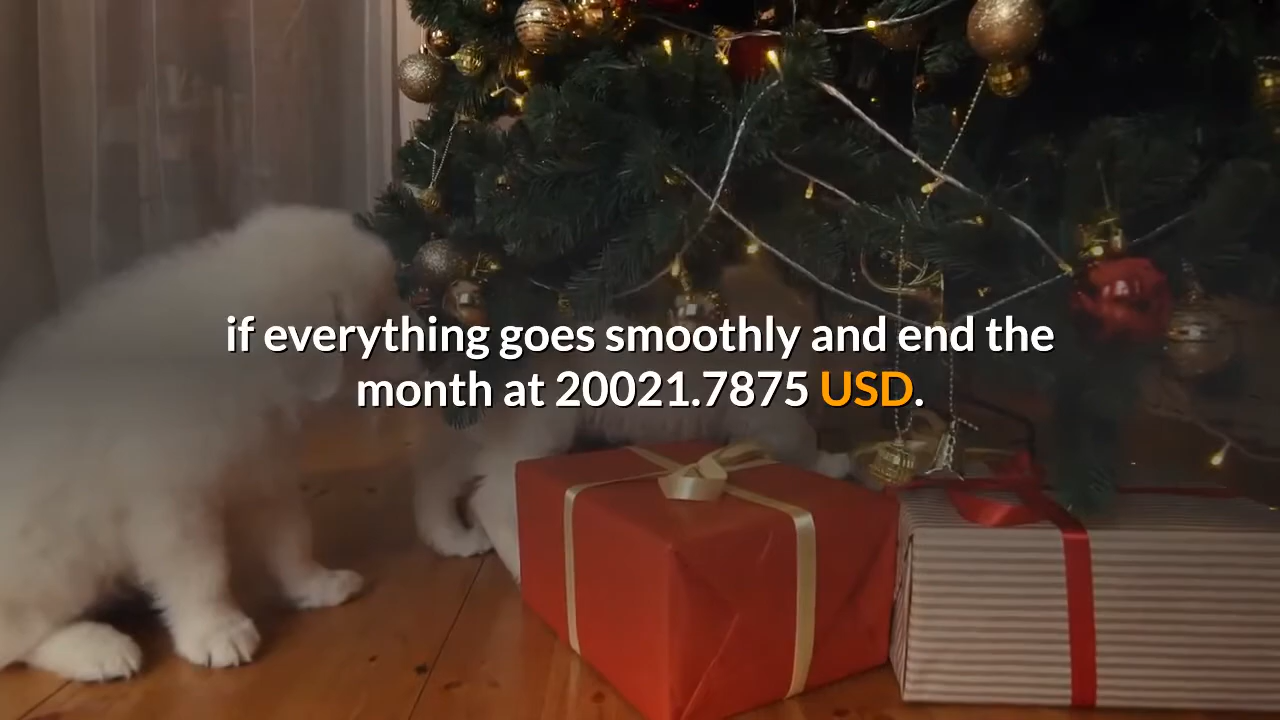 if everything goes smoothly and end the
month at 20021.7875 USD.